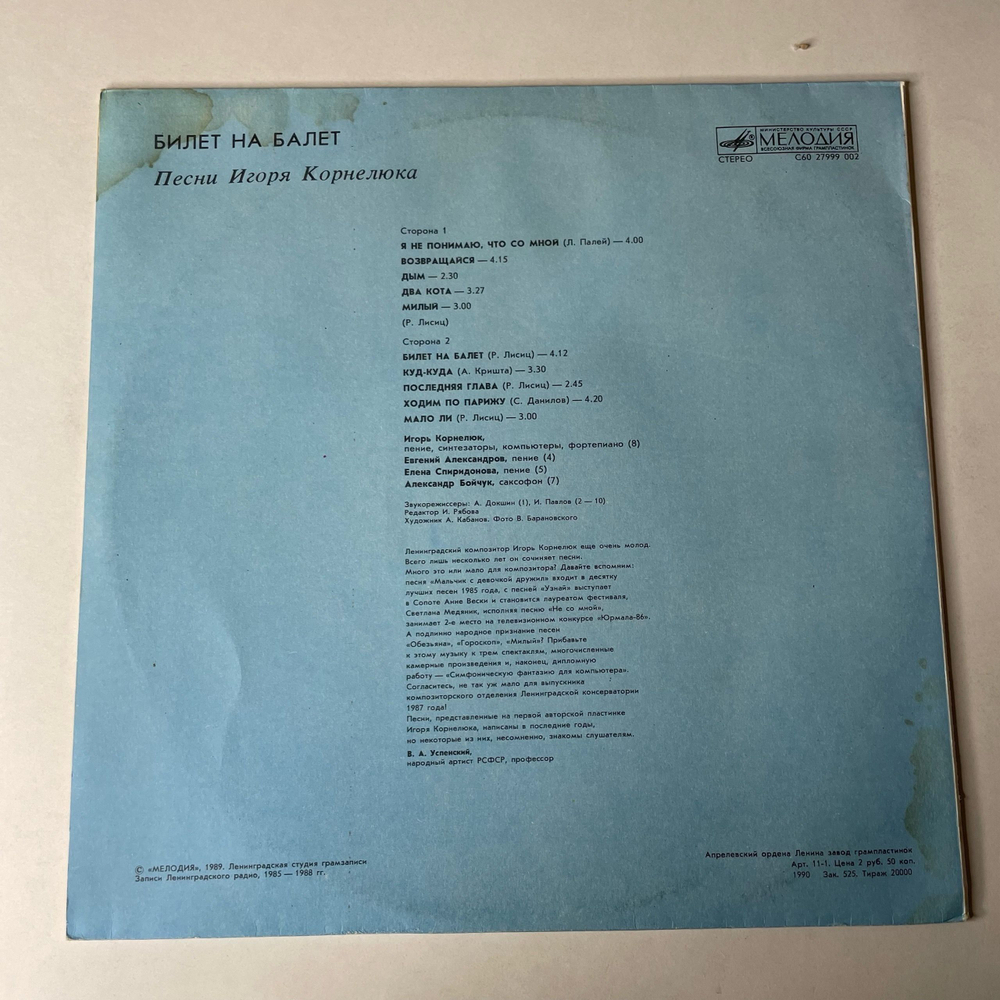 БИЛЕТ НА БАЛЕТ
Песни Игоря Корнелюка
МИНИСТЕРСТВО КУЛЬТУРЫ СССР
МЕЛОДИЯ
ВСЕСОЮЗНАЯ ФИРМА ГРАМПЛАСТИНОК
СТЕРЕО С60 27999 002
Сторона 1
Я НЕ ПОНИМАЮ, ЧТО СО МНОЙ (Л. Палей) — 4.00
ВОЗВРАЩАЙСЯ — 4.15
ДЫМ — 2.30
ДВА КОТА — 3.27
МИЛЫЙ — 3.00
(Р. Лисиц)
Сторона 2
БИЛЕТ НА БАЛЕТ (Р. Лисиц) — 4.12
КУД-КУДА (А. Кришта) — 3.30
ПОСЛЕДНЯЯ ГЛАВА (Р. Лисиц) — 2.45
ХОДИМ ПО ПАРИЖУ (С. Данилов) — 4.20
МАЛО ЛИ (Р. Лисиц) — 3.00
Игорь Корнелюк,
пение, синтезаторы, компьютеры, фортепиано (8)
Евгений Александров, пение (4)
Елена Спиридонова, пение (5)
Александр Бойчук, саксофон (7)
Звукорежиссеры: А. Докшин (1), И. Павлов (2 — 10)
Редактор И. Рябова
Художник А. Кабанов. Фото В. Барановского
Ленинградский композитор Игорь Корнелюк еще очень молод.
Всего лишь несколько лет он сочиняет песни.
Много это или мало для композитора? Давайте вспомним:
песня «Мальчик с девочкой дружил» входит в десятку
лучших песен 1985 года, с песней «Узнай» выступает
в Сопоте Анне Вески и становится лауреатом фестиваля,
Светлана Медяник, исполняя песню «Не со мной»,
занимает 2-е место на телевизионном конкурсе «Юрмала-86».
А подлинно народное признание песен
«Обезьяна», «Гороскоп», «Милый»? Прибавьте
к этому музыку к трем спектаклям, многочисленные
камерные произведения и, наконец, дипломную
работу — «Симфоническую фантазию для компьютера».
Согласитесь, не так уж мало для выпускника
композиторского отделения Ленинградской консерватории
1987 года!
Песни, представленные на первой авторской пластинке
Игоря Корнелюка, написаны в последние годы,
но некоторые из них, несомненно, знакомы слушателям.
В. А. Успенский,
народный артист РСФСР, профессор
© «МЕЛОДИЯ», 1989. Ленинградская студия грамзаписи
Записи Ленинградского радио, 1985 — 1988 гг.
Апрелевский ордена Ленина завод грампластинок
Арт. 11-1. Цена 2 руб. 50 коп.
1990 Зак. 525. Тираж 20000